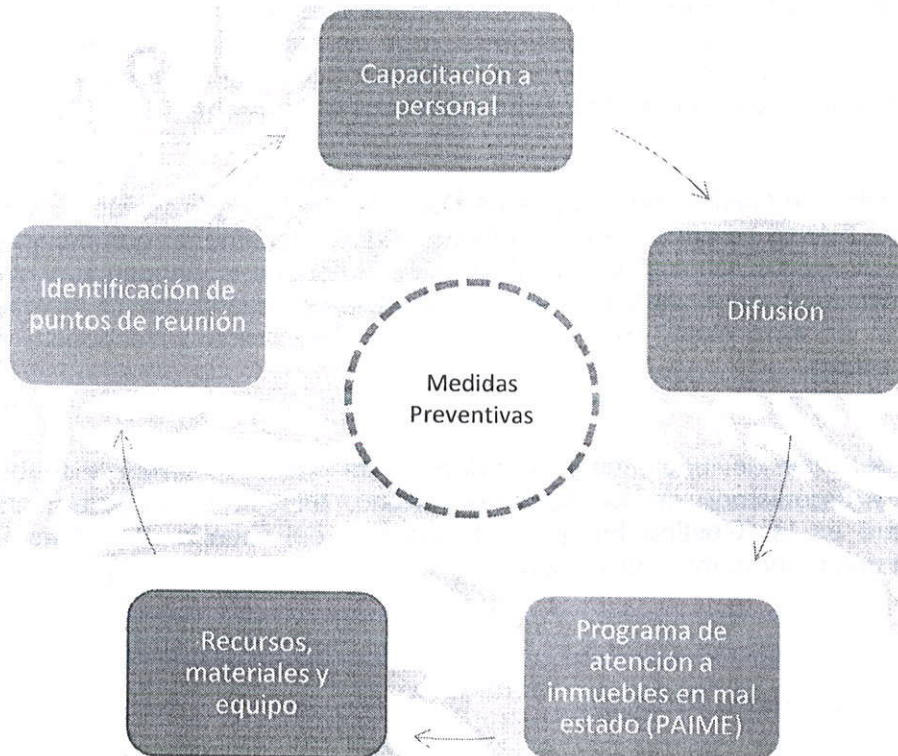 Capacitación a
personal
Difusión
Programa de
atención a
inmuebles en mal
estado (PAIME)
Recursos,
materiales y
equipo
Identificación de
puntos de reunión
Medidas
Preventivas